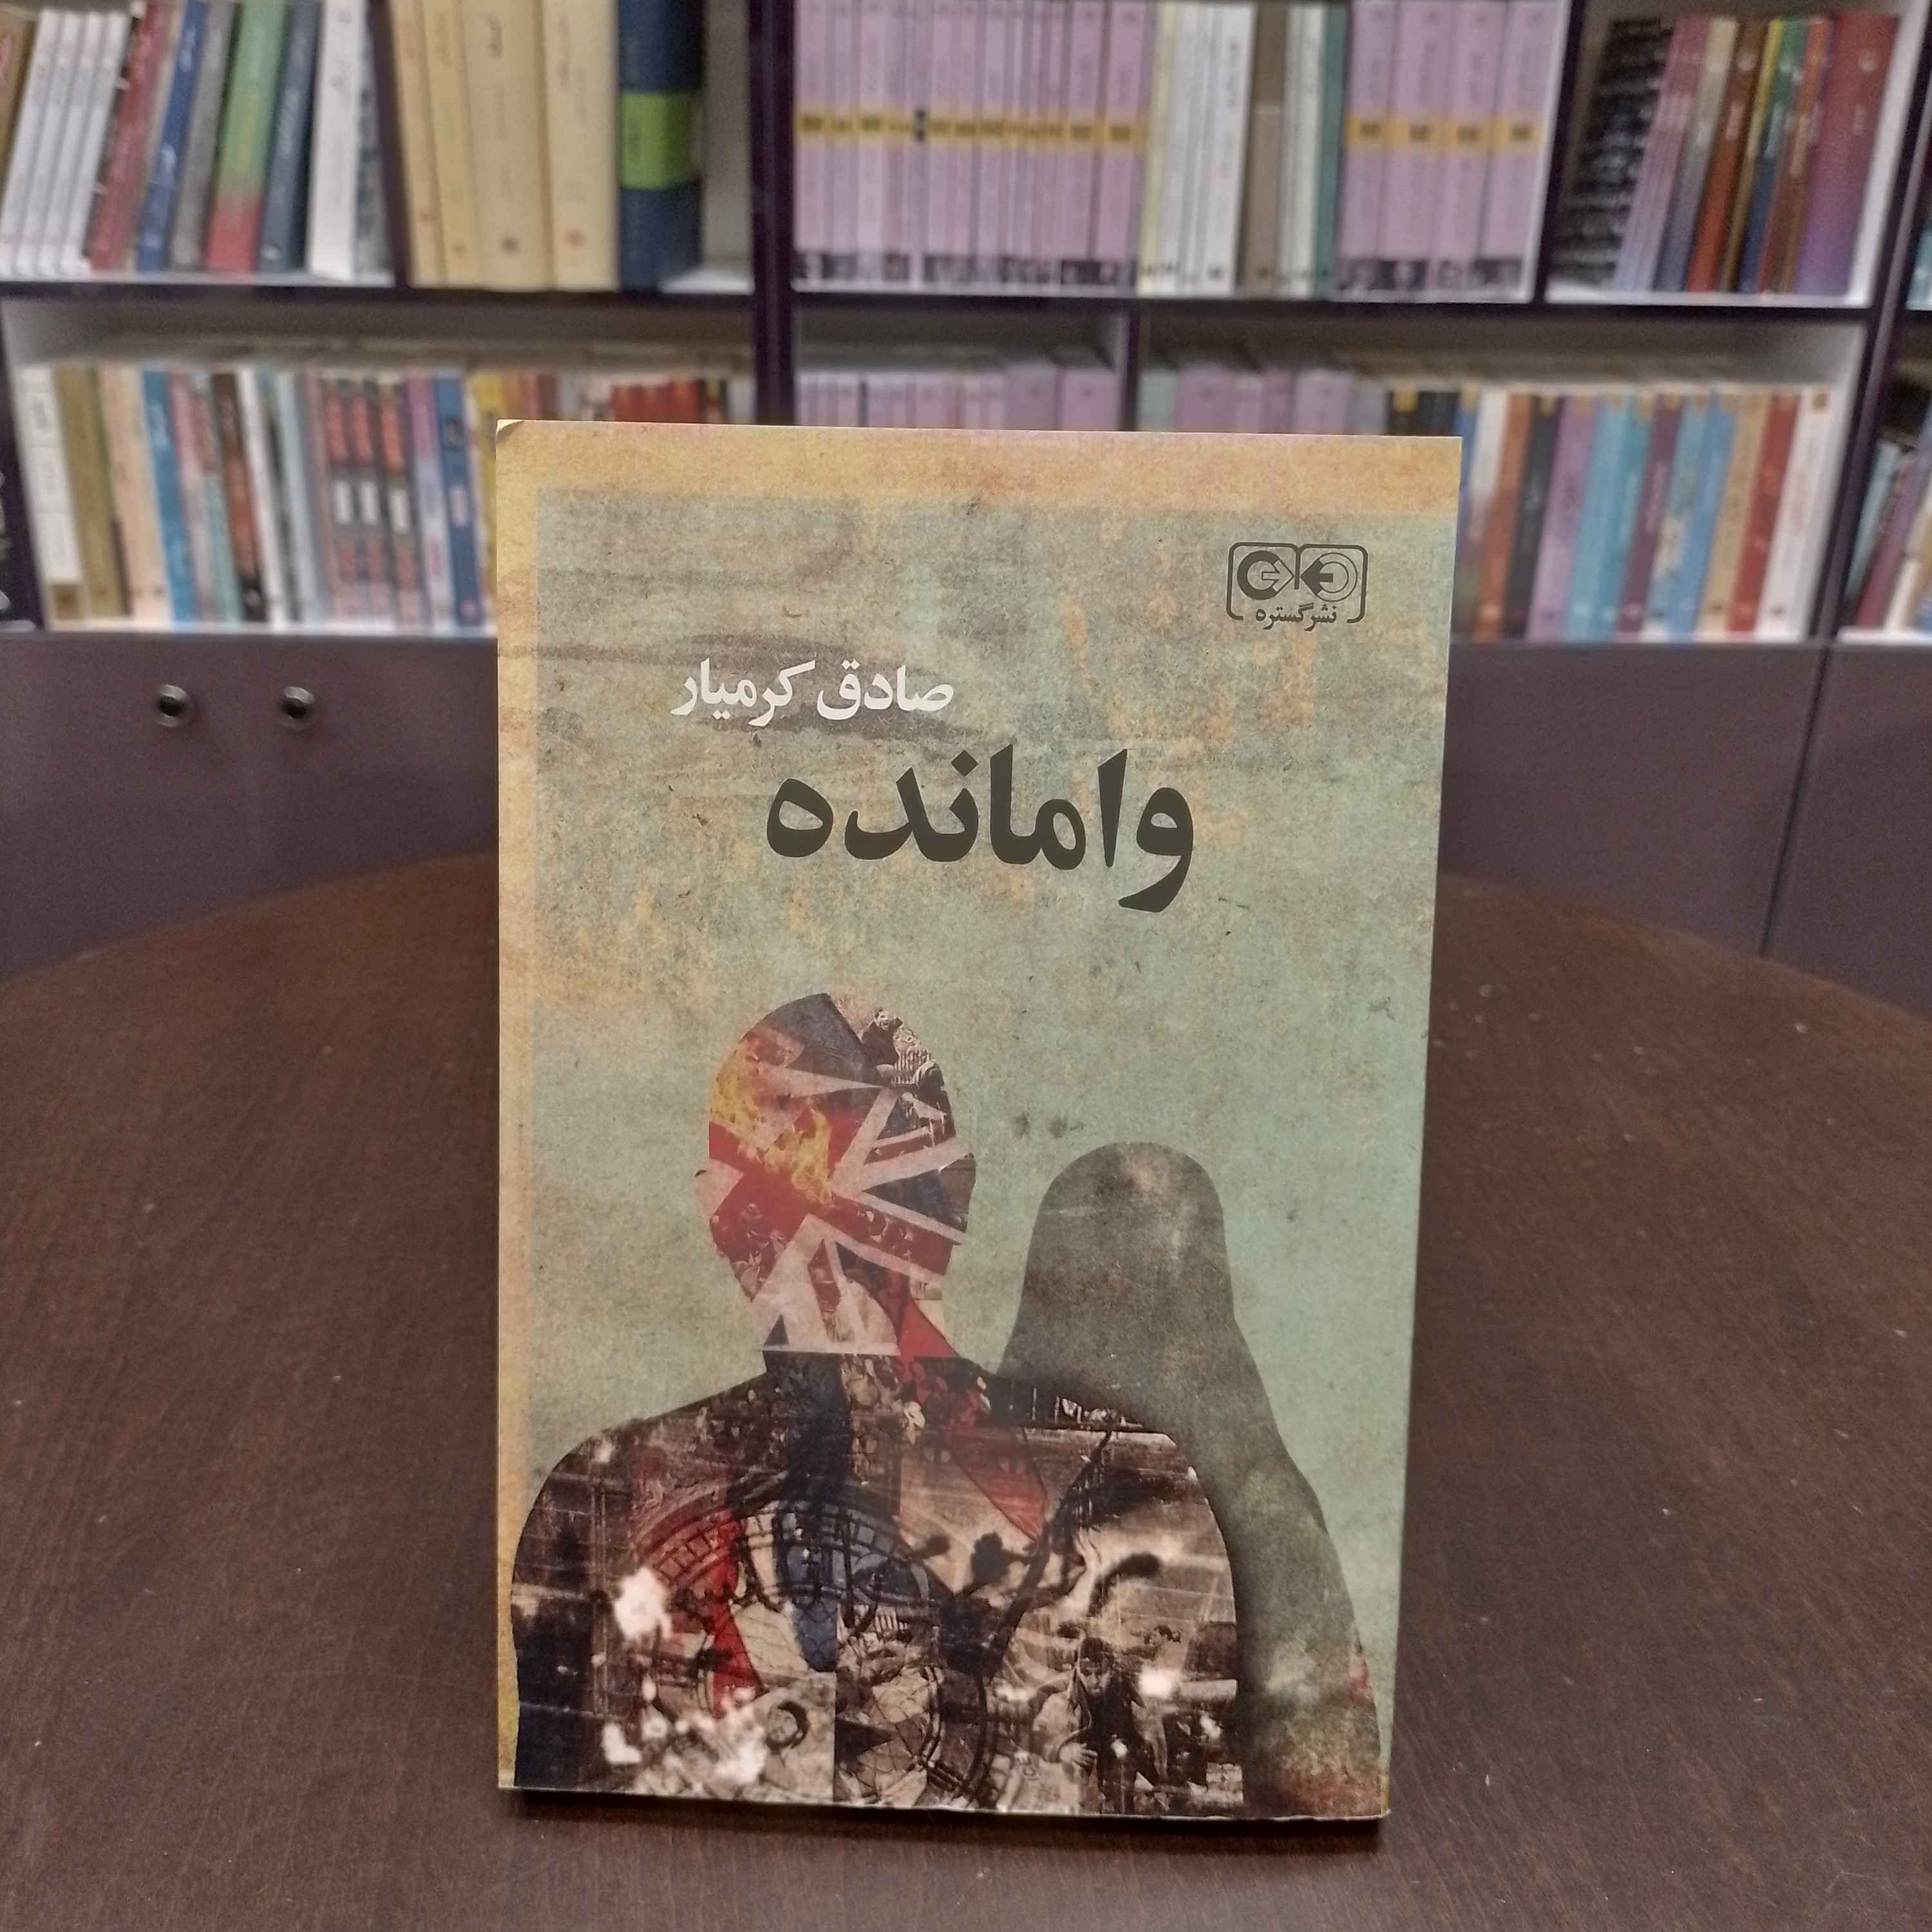 نشر گستره
صادق کرمیار
وامانده